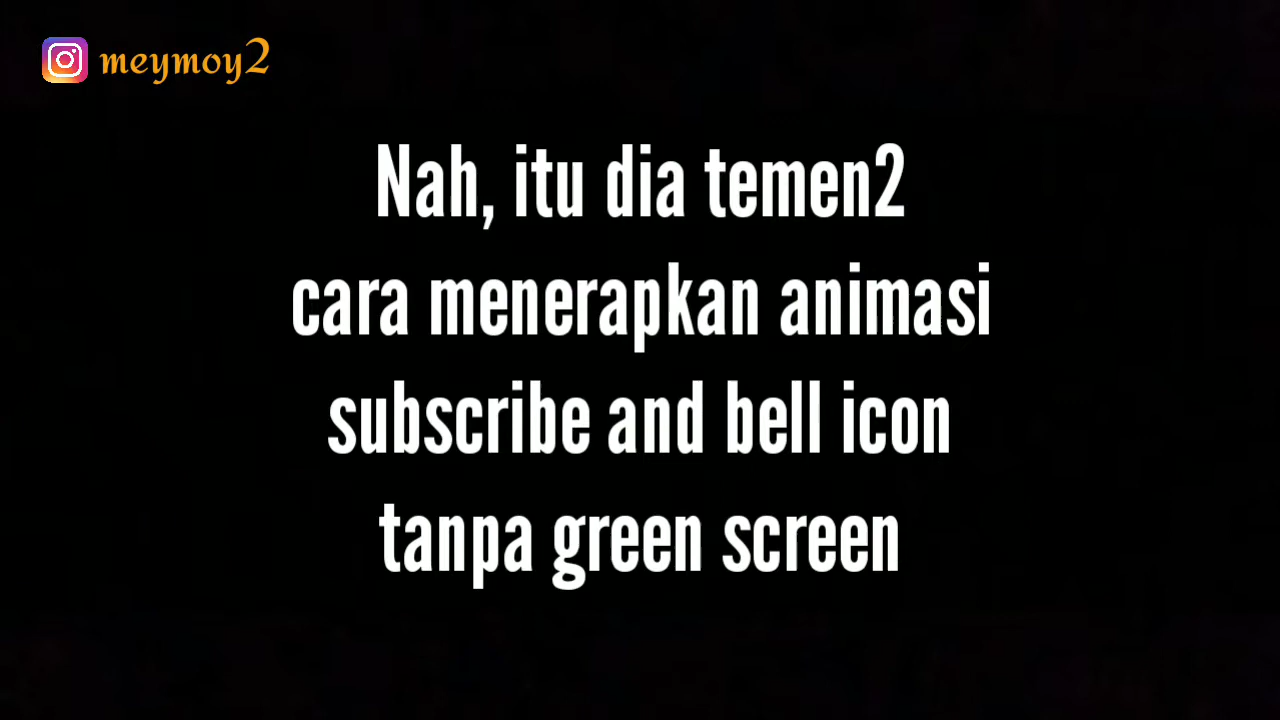 meymoy2
Nah, itu dia temen2
cara menerapkan animasi
subscribe and bell icon
tanpa green screen